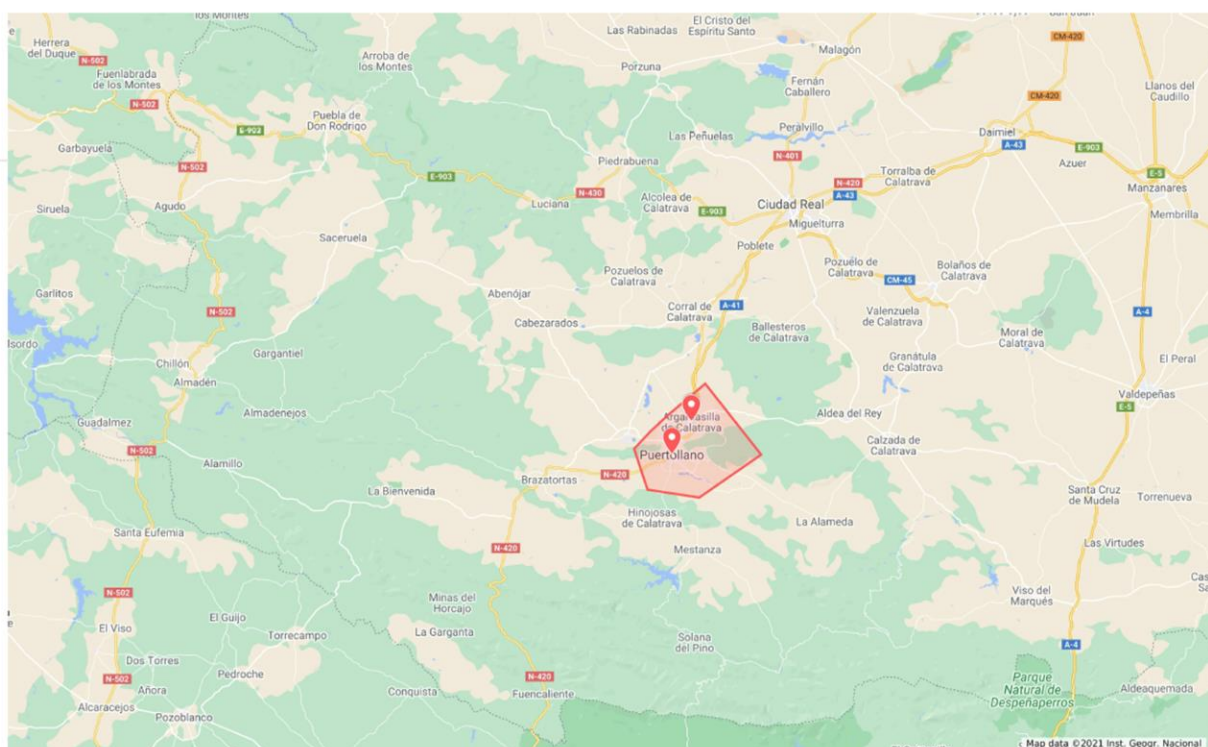 los Montes
El Cristo del
Espíritu Santo
Las Rabinadas
CM-420
Herrera
del Duque
N-502
Arroba de
los Montes
Malagón
Porzuna
Fuenlabrada
de los Montes
N-502
Fernán
Caballero
Llanos del
Caudillo
CM-420
Puebla de
Don Rodrigo
E-903
Las Peñuelas
Peralvillo
Daimiel
A-43
E-903
Garbayuela
N-502
Piedrabuena
N-401
Azuer
E-5
E-903
N-430
Alcolea de
Calatrava
N-420
A-43
Torralba de
Calatrava
Manzanares
Siruela
Agudo
Luciana
E-903
Ciudad Real
Miguelturra
Membrilla
Saceruela
Poblete
Pozuelos de
Calatrava
Pozuelo de
Calatrava
Bolaños de
Calatrava
CM-45
Garlitos
Abenójar
N-502
Corral de
Calatrava
A-41
Valenzuela
de Calatrava
A-4
Cabezarados
Ballesteros
de Calatrava
Moral de
Calatrava
Gargantiel
Chillón
Almadén
Granátula
de Calatrava
El Peral
Valdepeñas
E-5
Almadenejos
Aldea del Rey
Guadalmez
de Calatrava
Calzada de
Calatrava
N-502
Puertollano
Alamillo
N-420
Brazatortas
La Bienvenida
Santa Cruz
de Mudela
Torrenueva
Hinojosas
de Calatrava
La Alameda
Santa Eufemia
N-420
Mestanza
Las Virtudes
N-502
Minas del
Horcajo
Viso del
Marqués
El Guijo
El Viso
Torrecampo
La Garganta
Solana
del Pino
A-4
Dos Torres
N-502
Pedroche
N-420
Parque
Natural de
Despeñaperros
Añora
Conquista
Fuencaliente
Aldeaquemada
Alcaracejos
Pozoblanco
Map data ©2021 Inst. Geogr. Nacional